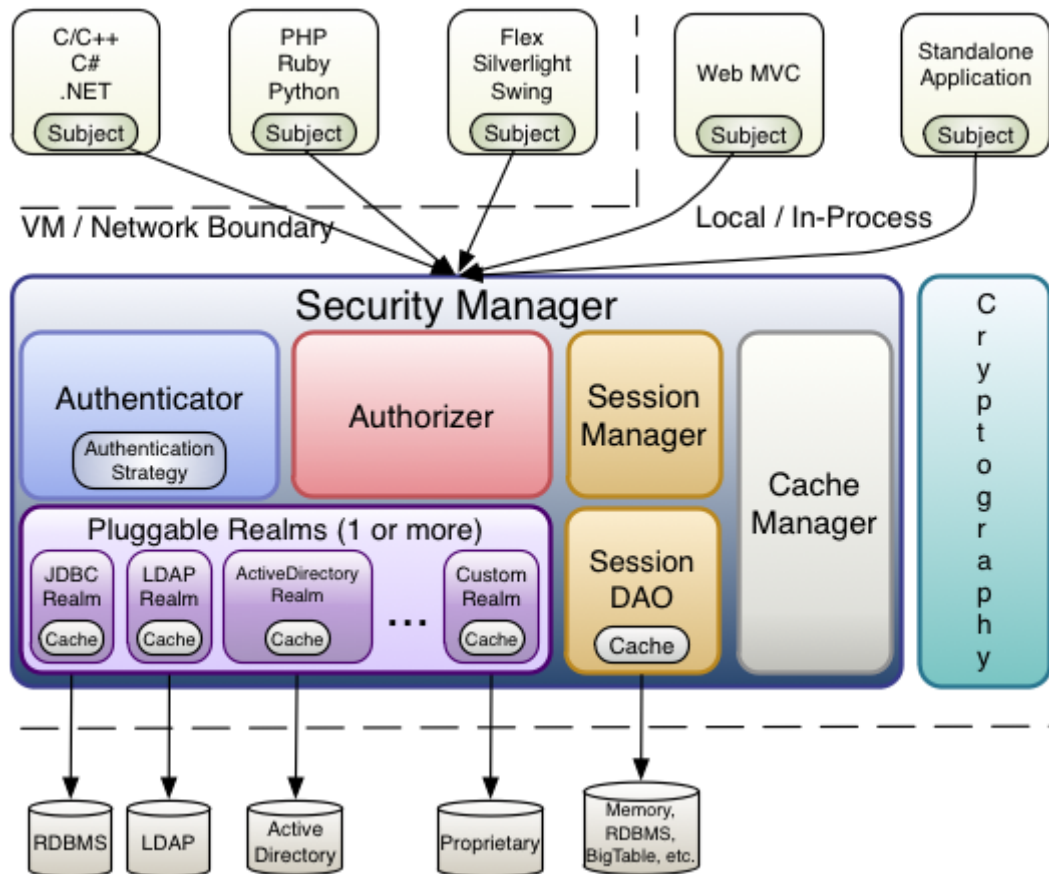 C/C++
C#
.NET
Subject
PHP
Ruby
Python
Subject
Flex
Silverlight
Swing
Subject
Web MVC
Subject
Standalone
Application
Subject
VM / Network Boundary
Local / In-Process
Security Manager
Authenticator
Authentication
Strategy
Authorizer
Session
Manager
Cache
Manager
Cryptography
Pluggable Realms (1 or more)
JDBC
Realm
Cache
LDAP
Realm
Cache
ActiveDirectory
Realm
Cache
...
Custom
Realm
Cache
Session
DAO
Cache
RDBMS
LDAP
Active
Directory
Proprietary
Memory,
RDBMS,
BigTable, etc.